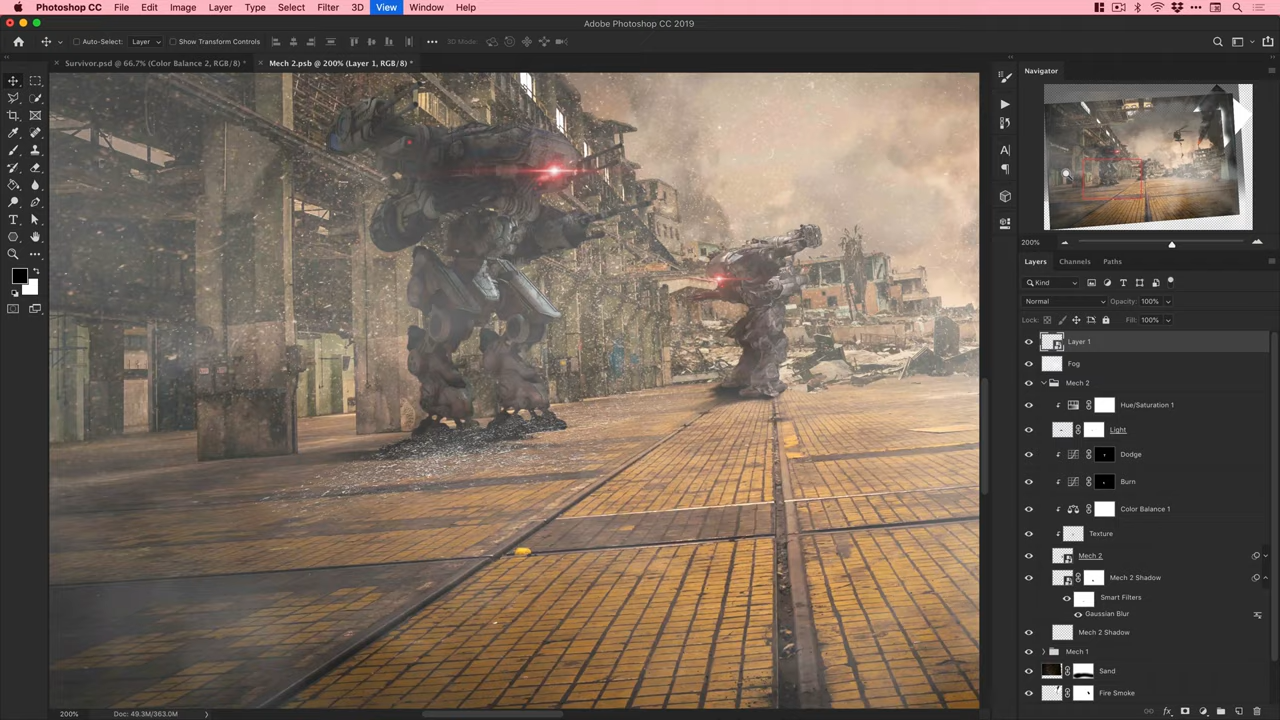 Photoshop CC File Edit Image Layer Type Select Filter 3D View Window Help
Adobe Photoshop CC 2019
Auto-Select: Layer Show Transform Controls 3D Mode:
Survivor.psd @ 66.7% (Color Balance 2, RGB/8) *
Mech 2.psb @ 200% (Layer 1, RGB/8) *
Navigator
200%
Layers Channels Paths
Kind
Normal Opacity: 100%
Lock: Fill: 100%
Layer 1
Fog
Mech 2
Hue/Saturation 1
Light
Dodge
Burn
Color Balance 1
Texture
Mech 2
Mech 2 Shadow
Smart Filters
Gaussian Blur
Mech 2 Shadow
Mech 1
Sand
Fire Smoke
200% Doc: 49.3M/363.0M